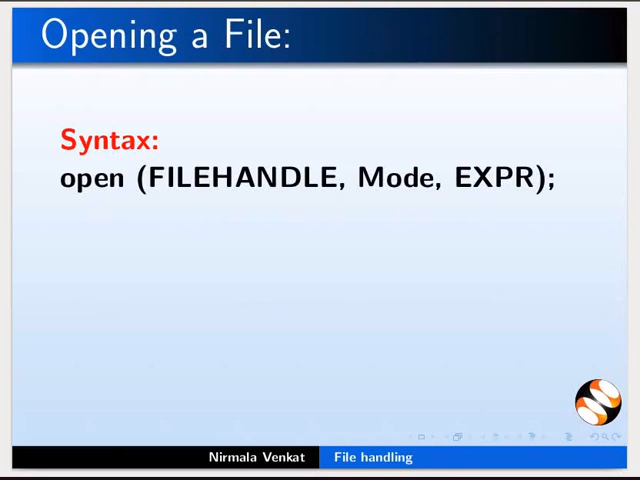 Opening a File:
Syntax:
open (FILEHANDLE, Mode, EXPR);
Nirmala Venkat File handling